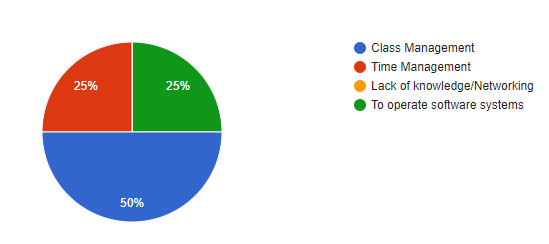 25%
25%
50%
Class Management
Time Management
Lack of knowledge/Networking
To operate software systems